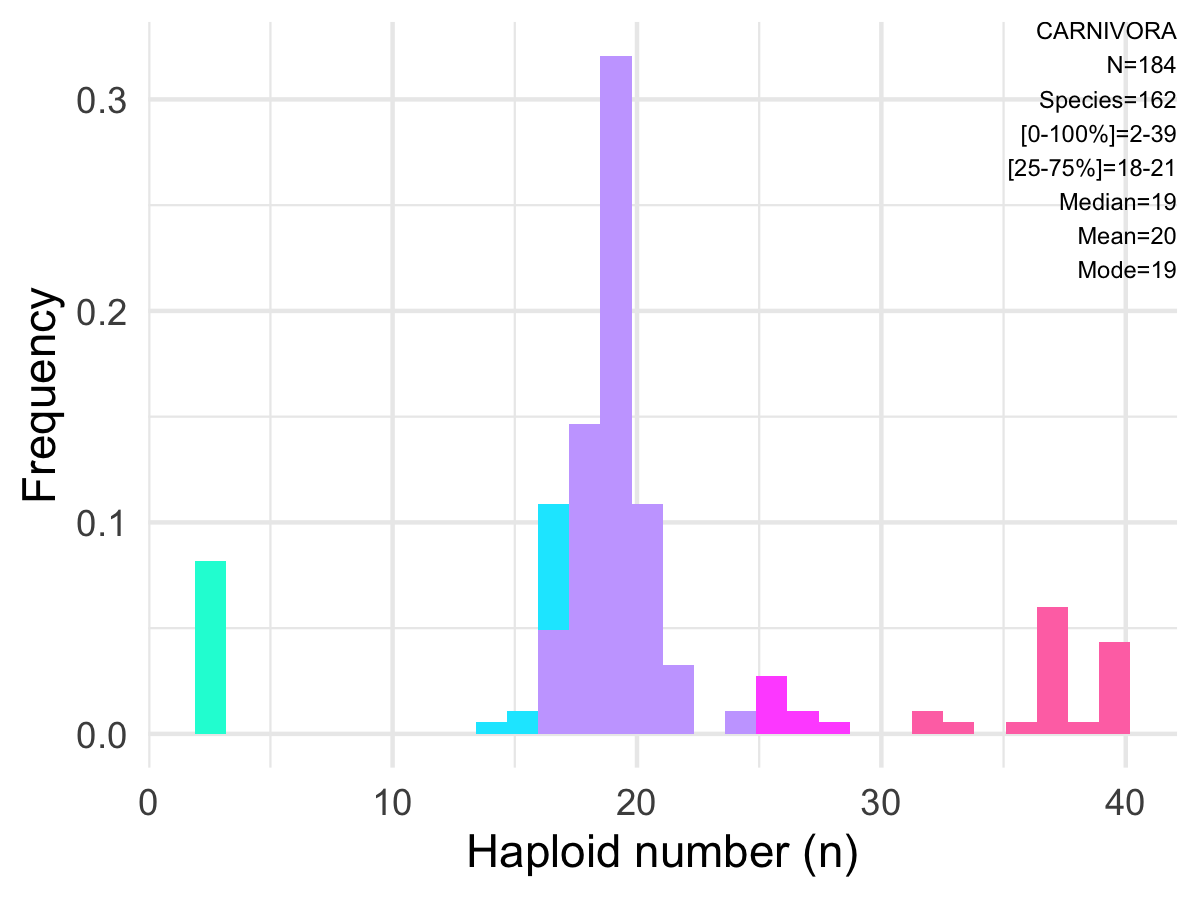 CARNIVORA
N=184
Species=162
[0-100%]=2-39
[25-75%]=18-21
Median=19
Mean=20
Mode=19
Frequency
0.3
0.2
0.1
0.0
0 10 20 30 40
Haploid number (n)